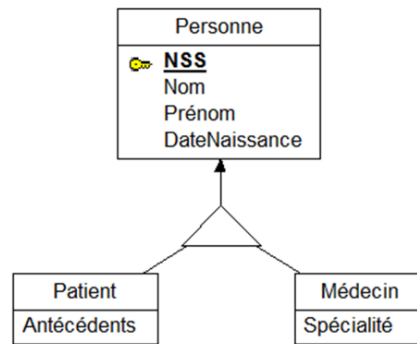 Personne
NSS
Nom
Prénom
DateNaissance
Patient
Antécédents
Médecin
Spécialité